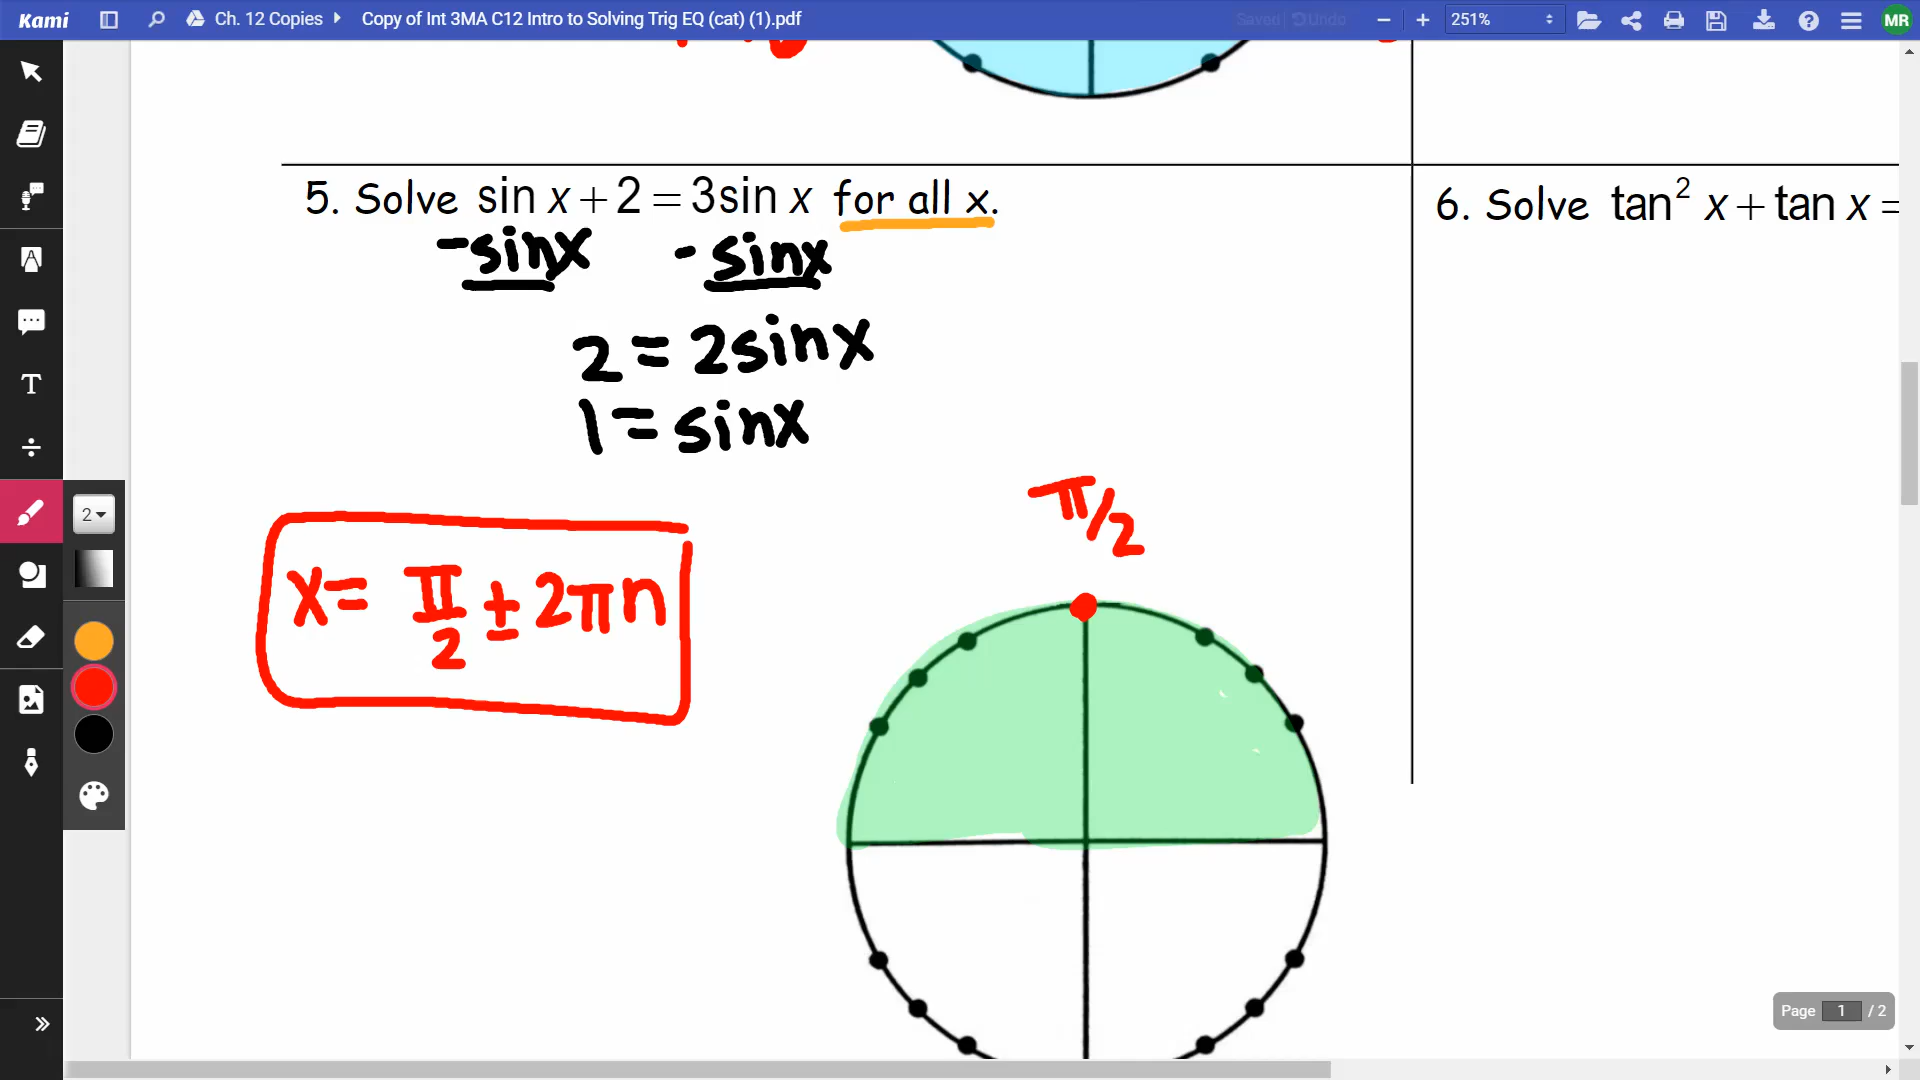 Kami Ch. 12 Copies Copy of Int 3MA C12 Intro to Solving Trig EQ (cat) (1).pdf Saved Undo 251% MR
5. Solve sin x + 2 = 3sin x for all x.
6. Solve tan² x + tan x =
-sinx - sinx
2 = 2sinx
1 = sinx
π/2
x = π/2 ± 2πn
2
Page 1 / 2